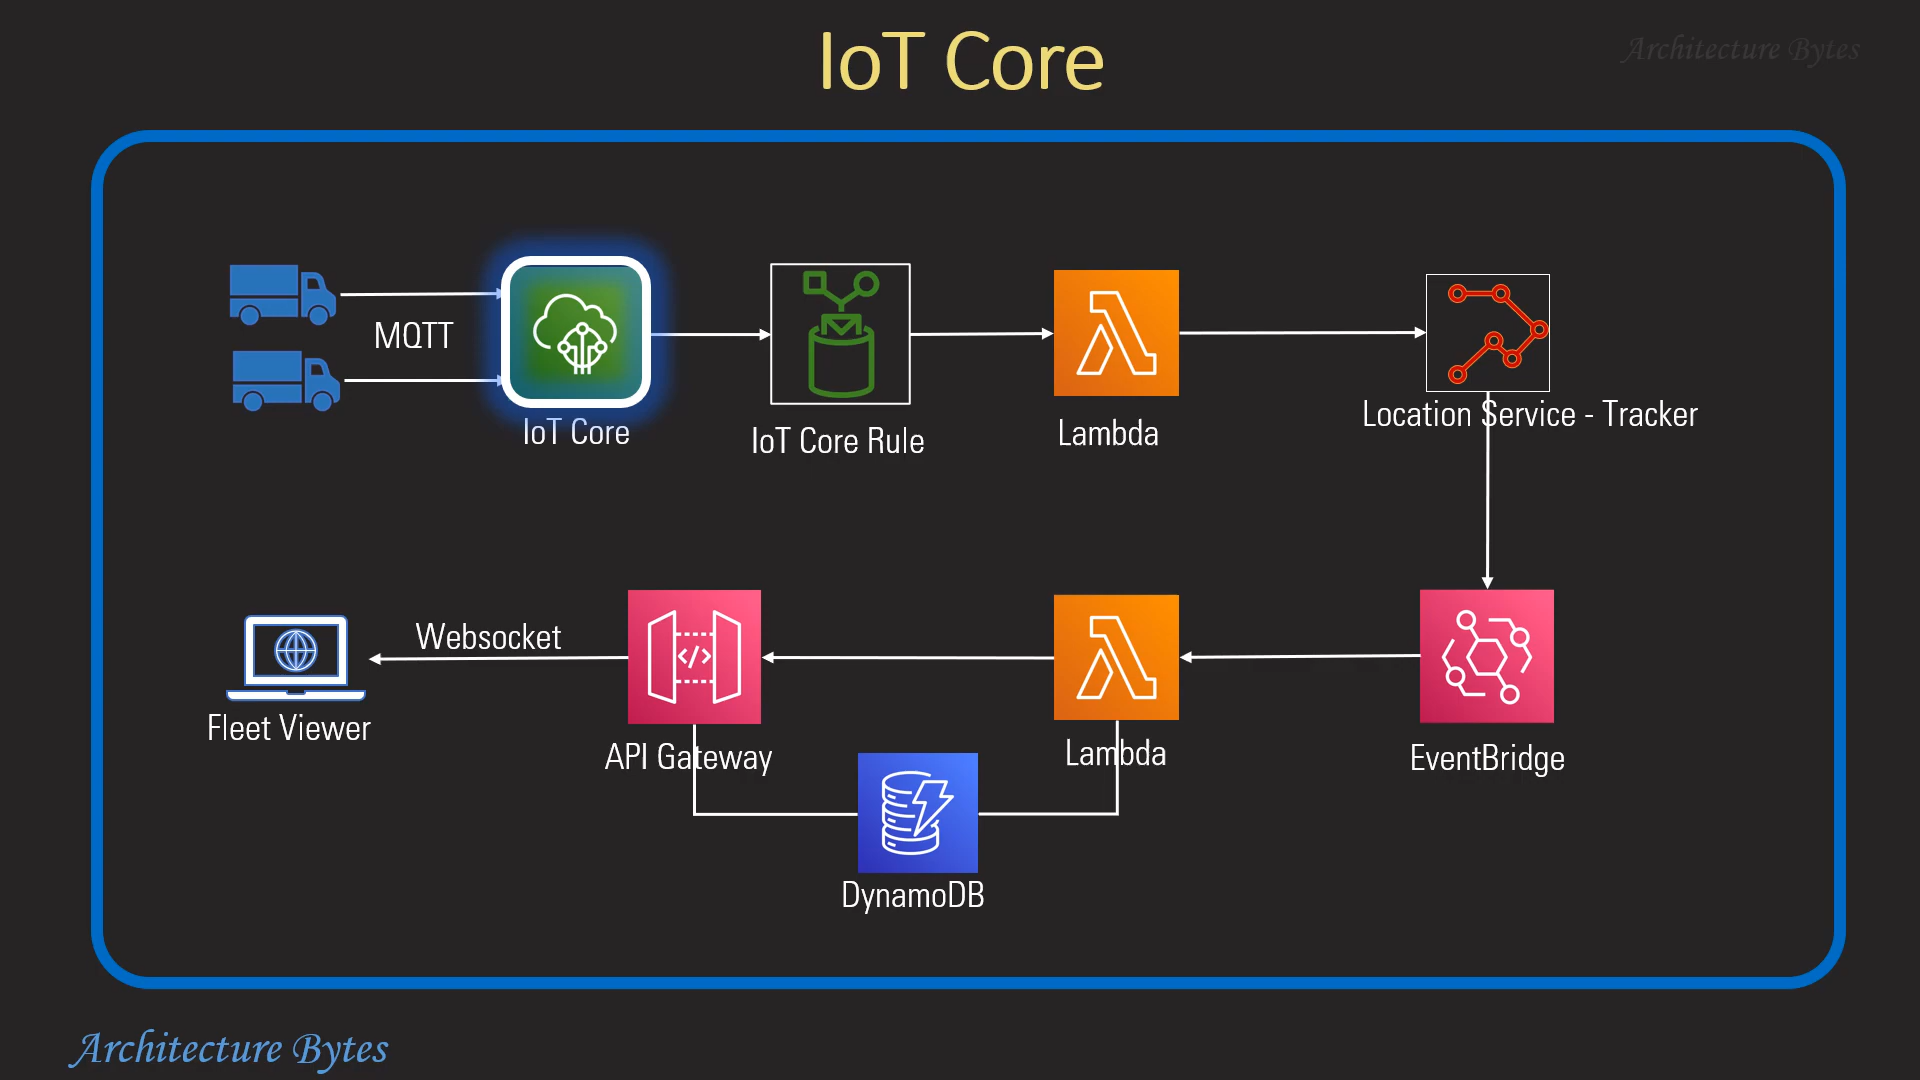 IoT Core
Architecture Bytes
MQTT
IoT Core
IoT Core Rule
Lambda
Location Service - Tracker
Websocket
Fleet Viewer
API Gateway
Lambda
EventBridge
DynamoDB
Architecture Bytes